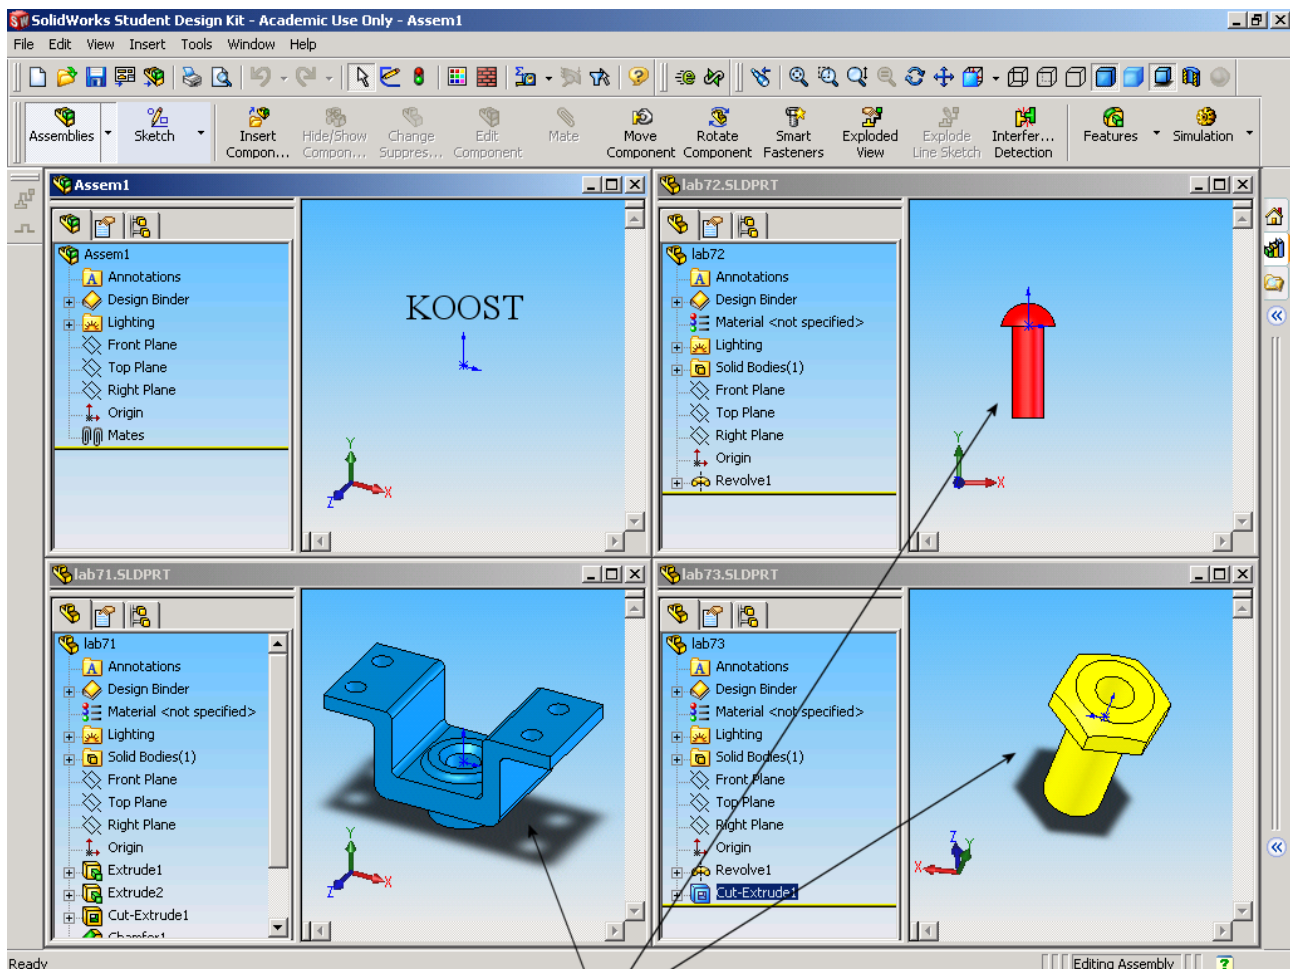 SolidWorks Student Design Kit - Academic Use Only - Assem1
File Edit View Insert Tools Window Help
Assemblies Sketch Insert Compon... Hide/Show Compon... Change Suppres... Edit Component Mate Move Component Rotate Component Smart Fasteners Exploded View Explode Line Sketch Interfer... Detection Features Simulation
Assem1
Assem1
Annotations
Design Binder
Lighting
Front Plane
Top Plane
Right Plane
Origin
Mates
KOOST
Y
X
Z
lab72.SLDPRT
lab72
Annotations
Design Binder
Material <not specified>
Lighting
Solid Bodies(1)
Front Plane
Top Plane
Right Plane
Origin
Revolve1
Y
X
lab71.SLDPRT
lab71
Annotations
Design Binder
Material <not specified>
Lighting
Solid Bodies(1)
Front Plane
Top Plane
Right Plane
Origin
Extrude1
Extrude2
Cut-Extrude1
Chamfer1
Y
X
Z
lab73.SLDPRT
lab73
Annotations
Design Binder
Material <not specified>
Lighting
Solid Bodies(1)
Front Plane
Top Plane
Right Plane
Origin
Revolve1
Cut-Extrude1
Z
Y
X
Ready
Editing Assembly